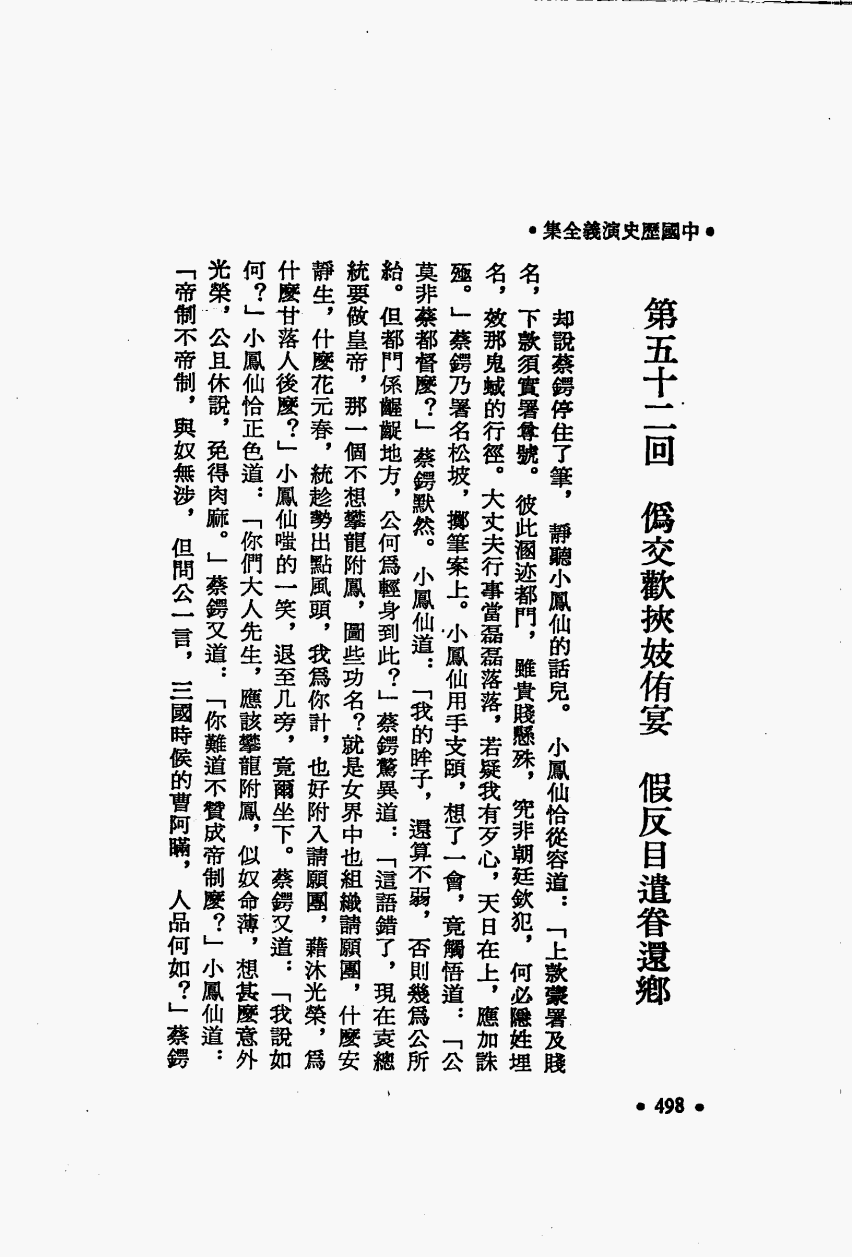 •中國歷史演義全集•
第五十二回　僞交歡挾妓侑宴　假反目遣眷還鄉
却說蔡鍔停住了筆，靜聽小鳳仙的話兒。小鳳仙恰從容道：「上款蒙署及賤
名，下款須實署尊號。彼此溷迹都門，雖貴賤懸殊，究非朝廷欽犯，何必隱姓埋
名，效那鬼蜮的行徑。大丈夫行事當磊磊落落，若疑我有歹心，天日在上，應加誅
殛。」蔡鍔乃署名松坡，擲筆案上。小鳳仙用手支頤，想了一會，竟觸悟道：「公
莫非蔡都督麼？」蔡鍔默然。小鳳仙道：「我的眸子，還算不弱，否則幾爲公所
紿。但都門係齷齪地方，公何爲輕身到此？」蔡鍔驚異道：「這語錯了，現在袁總
統要做皇帝，那一個不想攀龍附鳳，圖些功名？就是女界中也組織請願團，什麼安
靜生，什麼花元春，統趁勢出點風頭，我爲你計，也好附入請願團，藉沐光榮，爲
什麼甘落人後麼？」小鳳仙嗤的一笑，退至几旁，竟爾坐下。蔡鍔又道：「我說如
何？」小鳳仙恰正色道：「你們大人先生，應該攀龍附鳳，似奴命薄，想甚麼意外
光榮，公且休說，免得肉麻。」蔡鍔又道：「你難道不贊成帝制麼？」小鳳仙道：
「帝制不帝制，與奴無涉，但問公一言，三國時候的曹阿瞞，人品何如？」蔡鍔
•498•